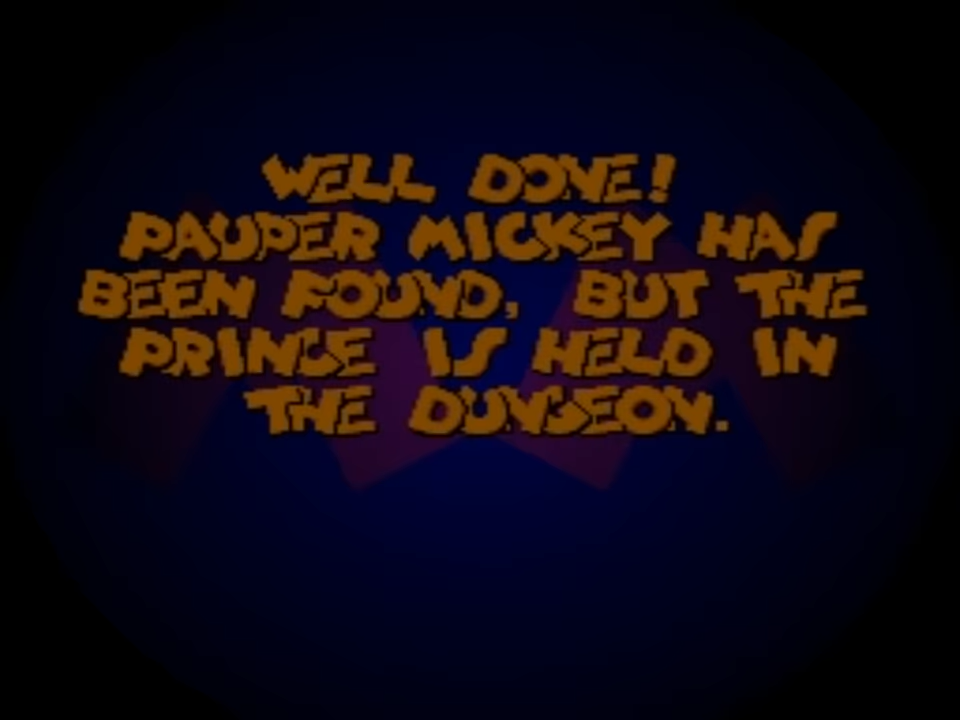 WELL DONE!
PAUPER MICKEY HAS
BEEN FOUND, BUT THE
PRINCE IS HELD IN
THE DUNGEON.